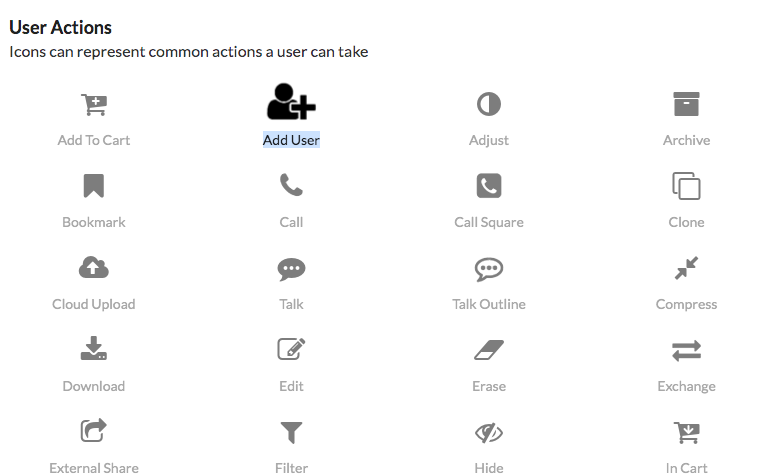 User Actions
Icons can represent common actions a user can take
Add To Cart
Add User
Adjust
Archive
Bookmark
Call
Call Square
Clone
Cloud Upload
Talk
Talk Outline
Compress
Download
Edit
Erase
Exchange
External Share
Filter
Hide
In Cart